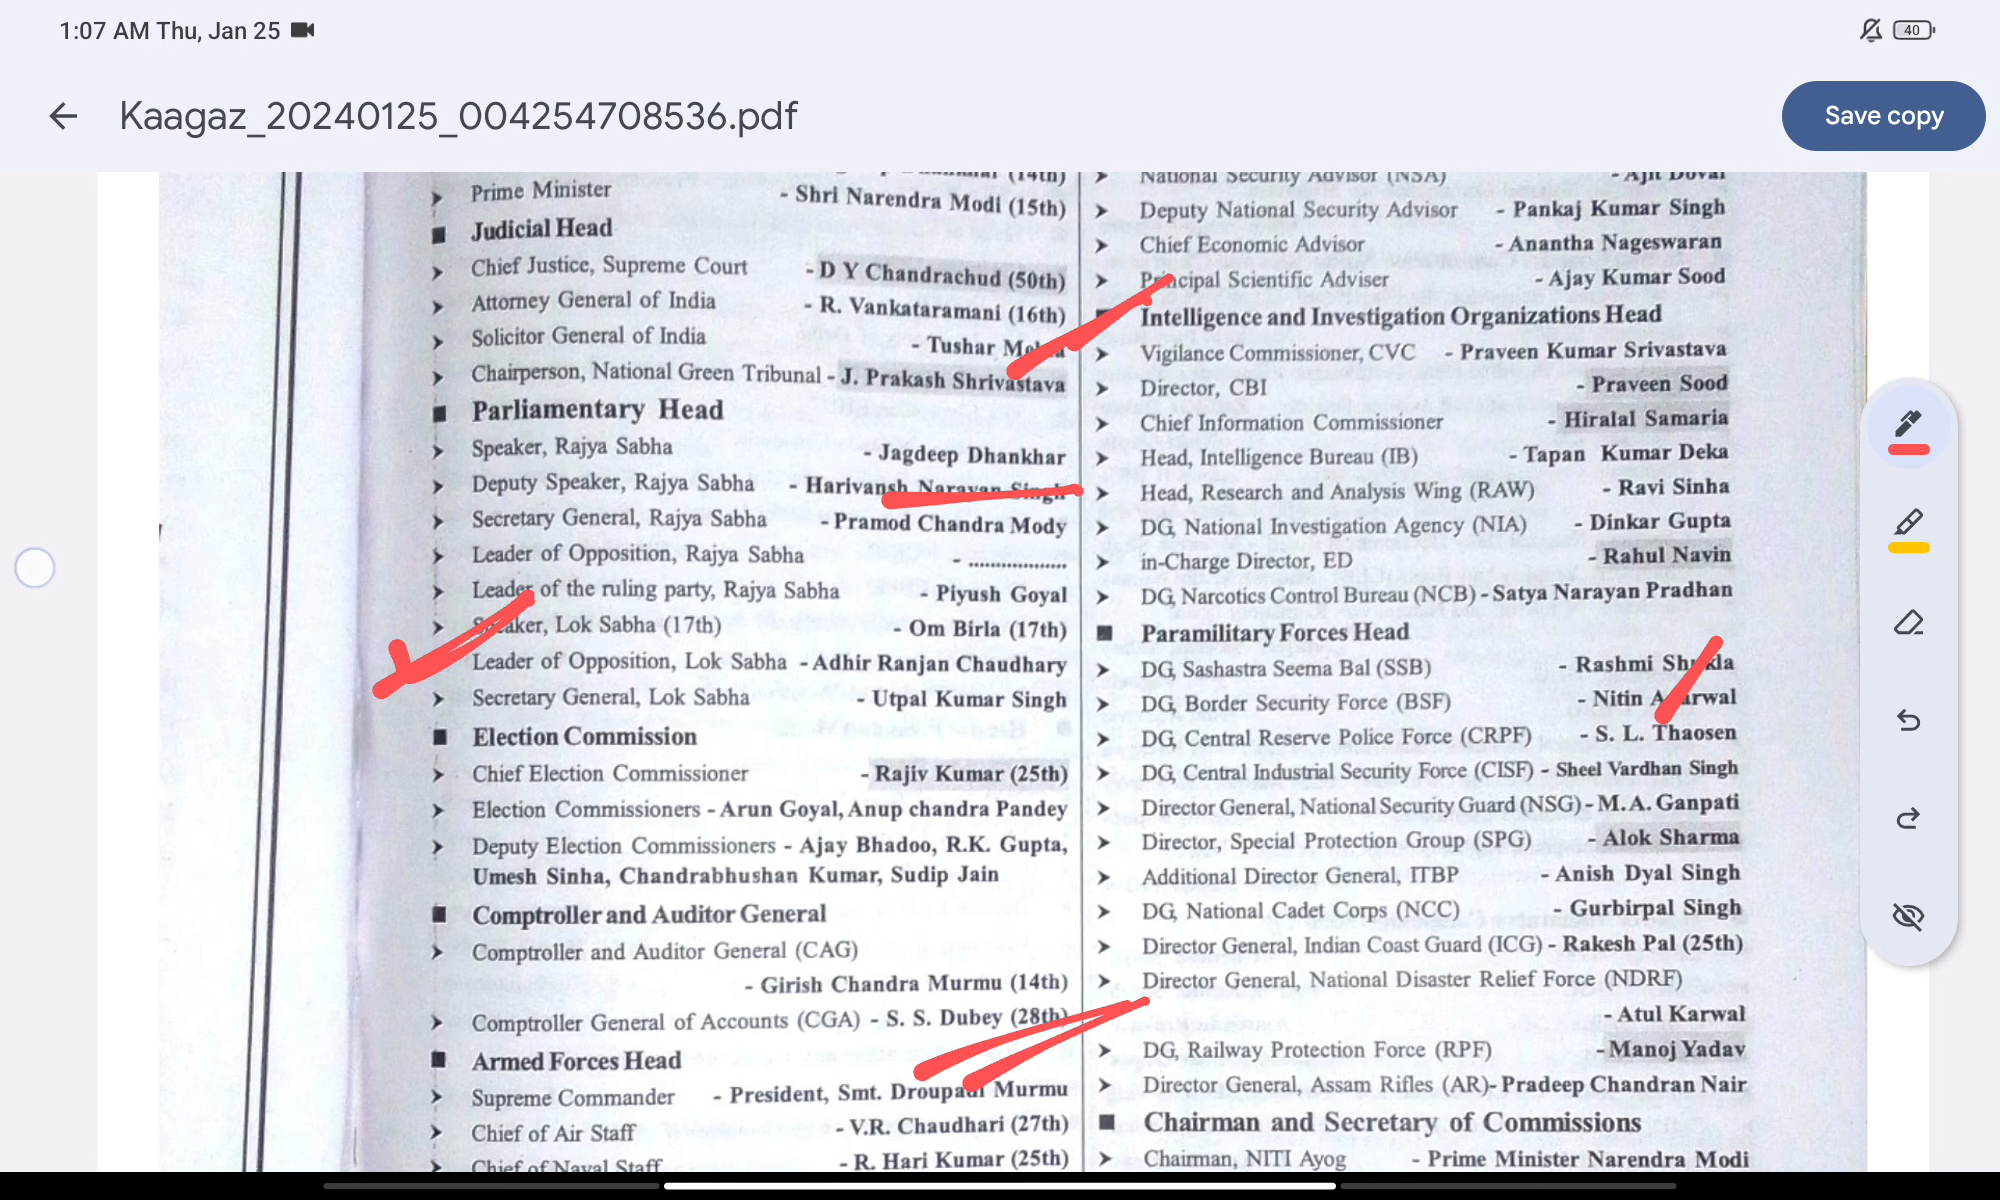 1:07 AM Thu, Jan 25
40
Kaagaz_20240125_004254708536.pdf
Save copy
(14th)
Prime Minister - Shri Narendra Modi (15th)
Judicial Head
Chief Justice, Supreme Court - D Y Chandrachud (50th)
Attorney General of India - R. Vankataramani (16th)
Solicitor General of India - Tushar Mehta
Chairperson, National Green Tribunal - J. Prakash Shrivastava
Parliamentary Head
Speaker, Rajya Sabha - Jagdeep Dhankhar
Deputy Speaker, Rajya Sabha - Harivansh Narayan Singh
Secretary General, Rajya Sabha - Pramod Chandra Mody
Leader of Opposition, Rajya Sabha - ..................
Leader of the ruling party, Rajya Sabha - Piyush Goyal
Speaker, Lok Sabha (17th) - Om Birla (17th)
Leader of Opposition, Lok Sabha - Adhir Ranjan Chaudhary
Secretary General, Lok Sabha - Utpal Kumar Singh
Election Commission
Chief Election Commissioner - Rajiv Kumar (25th)
Election Commissioners - Arun Goyal, Anup chandra Pandey
Deputy Election Commissioners - Ajay Bhadoo, R.K. Gupta,
Umesh Sinha, Chandrabhushan Kumar, Sudip Jain
Comptroller and Auditor General
Comptroller and Auditor General (CAG)
- Girish Chandra Murmu (14th)
Comptroller General of Accounts (CGA) - S. S. Dubey (28th)
Armed Forces Head
Supreme Commander - President, Smt. Droupadi Murmu
Chief of Air Staff - V.R. Chaudhari (27th)
Chief of Naval Staff - R. Hari Kumar (25th)
National Security Advisor (NSA) - Ajit Doval
Deputy National Security Advisor - Pankaj Kumar Singh
Chief Economic Advisor - Anantha Nageswaran
Principal Scientific Adviser - Ajay Kumar Sood
Intelligence and Investigation Organizations Head
Vigilance Commissioner, CVC - Praveen Kumar Srivastava
Director, CBI - Praveen Sood
Chief Information Commissioner - Hiralal Samaria
Head, Intelligence Bureau (IB) - Tapan Kumar Deka
Head, Research and Analysis Wing (RAW) - Ravi Sinha
DG, National Investigation Agency (NIA) - Dinkar Gupta
in-Charge Director, ED - Rahul Navin
DG, Narcotics Control Bureau (NCB) - Satya Narayan Pradhan
Paramilitary Forces Head
DG, Sashastra Seema Bal (SSB) - Rashmi Shukla
DG, Border Security Force (BSF) - Nitin Agarwal
DG, Central Reserve Police Force (CRPF) - S. L. Thaosen
DG, Central Industrial Security Force (CISF) - Sheel Vardhan Singh
Director General, National Security Guard (NSG) - M. A. Ganpati
Director, Special Protection Group (SPG) - Alok Sharma
Additional Director General, ITBP - Anish Dyal Singh
DG, National Cadet Corps (NCC) - Gurbirpal Singh
Director General, Indian Coast Guard (ICG) - Rakesh Pal (25th)
Director General, National Disaster Relief Force (NDRF)
- Atul Karwal
DG, Railway Protection Force (RPF) - Manoj Yadav
Director General, Assam Rifles (AR)- Pradeep Chandran Nair
Chairman and Secretary of Commissions
Chairman, NITI Ayog - Prime Minister Narendra Modi